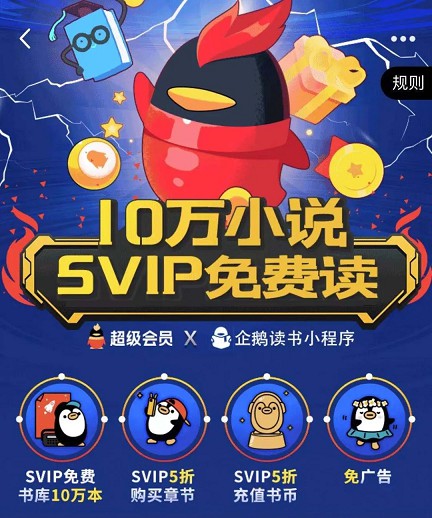 规则
10万小说
SVIP免费读
超级会员 X 企鹅读书小程序
SVIP免费
书库10万本
SVIP5折
购买章节
SVIP5折
充值书币
免广告